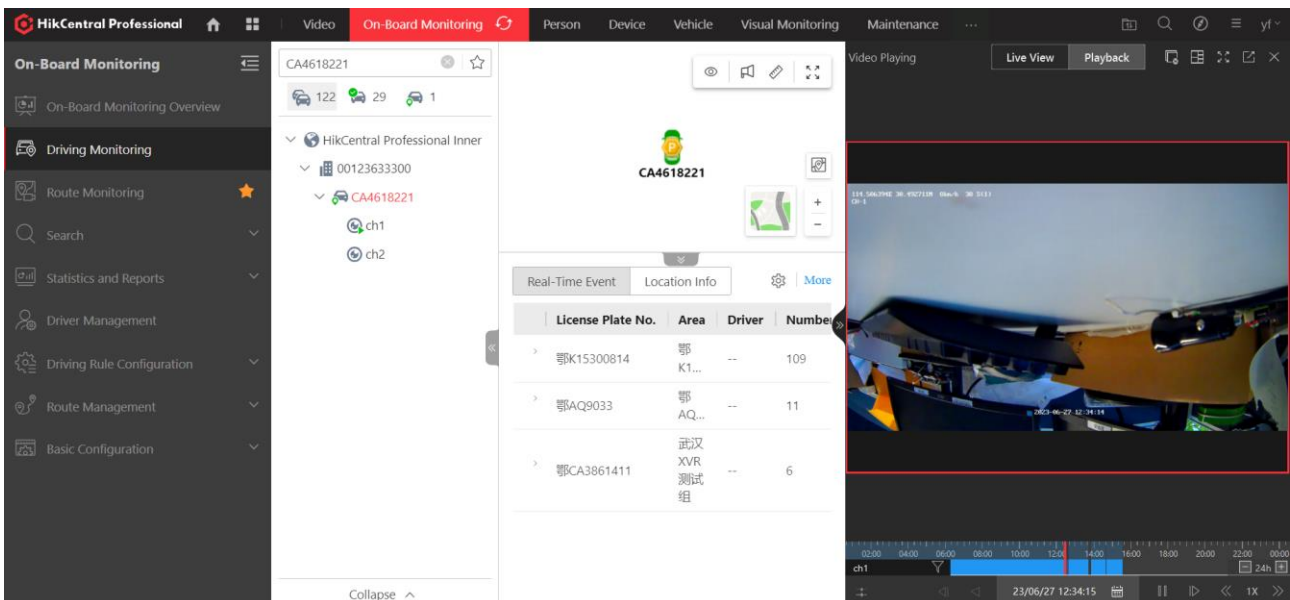 HikCentral Professional
Video
On-Board Monitoring
Person
Device
Vehicle
Visual Monitoring
Maintenance
...
yf
On-Board Monitoring
On-Board Monitoring Overview
Driving Monitoring
Route Monitoring
Search
Statistics and Reports
Driver Management
Driving Rule Configuration
Route Management
Basic Configuration
CA4618221
122 29 1
HikCentral Professional Inner
00123633300
CA4618221
ch1
ch2
Collapse
P
CA4618221
+
−
Real-Time Event Location Info More
License Plate No. Area Driver Number
鄂K15300814 鄂K1... -- 109
鄂AQ9033 鄂AQ... -- 11
鄂CA3861411 武汉XVR测试组 -- 6
Video Playing Live View Playback
2023-06-27 12:34:14
02:00 04:00 06:00 08:00 10:00 12:00 14:00 16:00 18:00 20:00 22:00 00:00
ch1 24h
23/06/27 12:34:15 1X